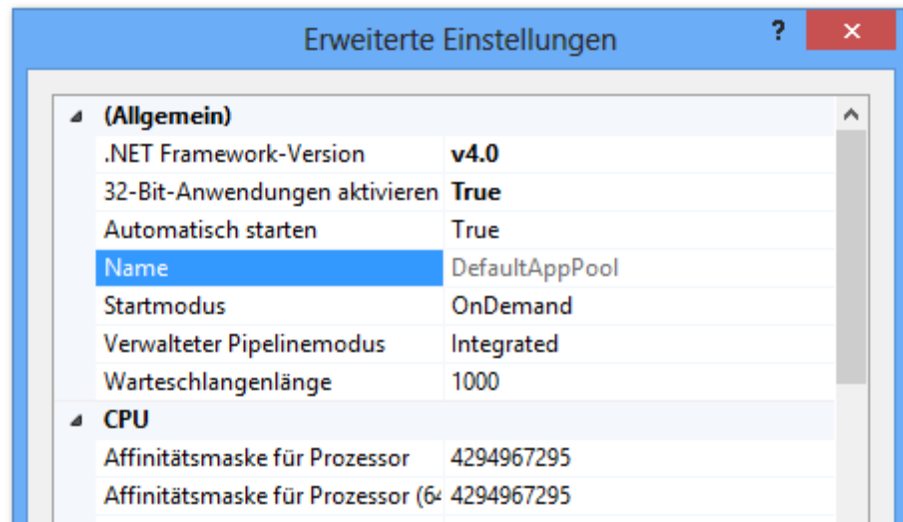 Erweiterte Einstellungen ? ×
(Allgemein)
.NET Framework-Version v4.0
32-Bit-Anwendungen aktivieren True
Automatisch starten True
Name DefaultAppPool
Startmodus OnDemand
Verwalteter Pipelinemodus Integrated
Warteschlangenlänge 1000
CPU
Affinitätsmaske für Prozessor 4294967295
Affinitätsmaske für Prozessor (64 4294967295